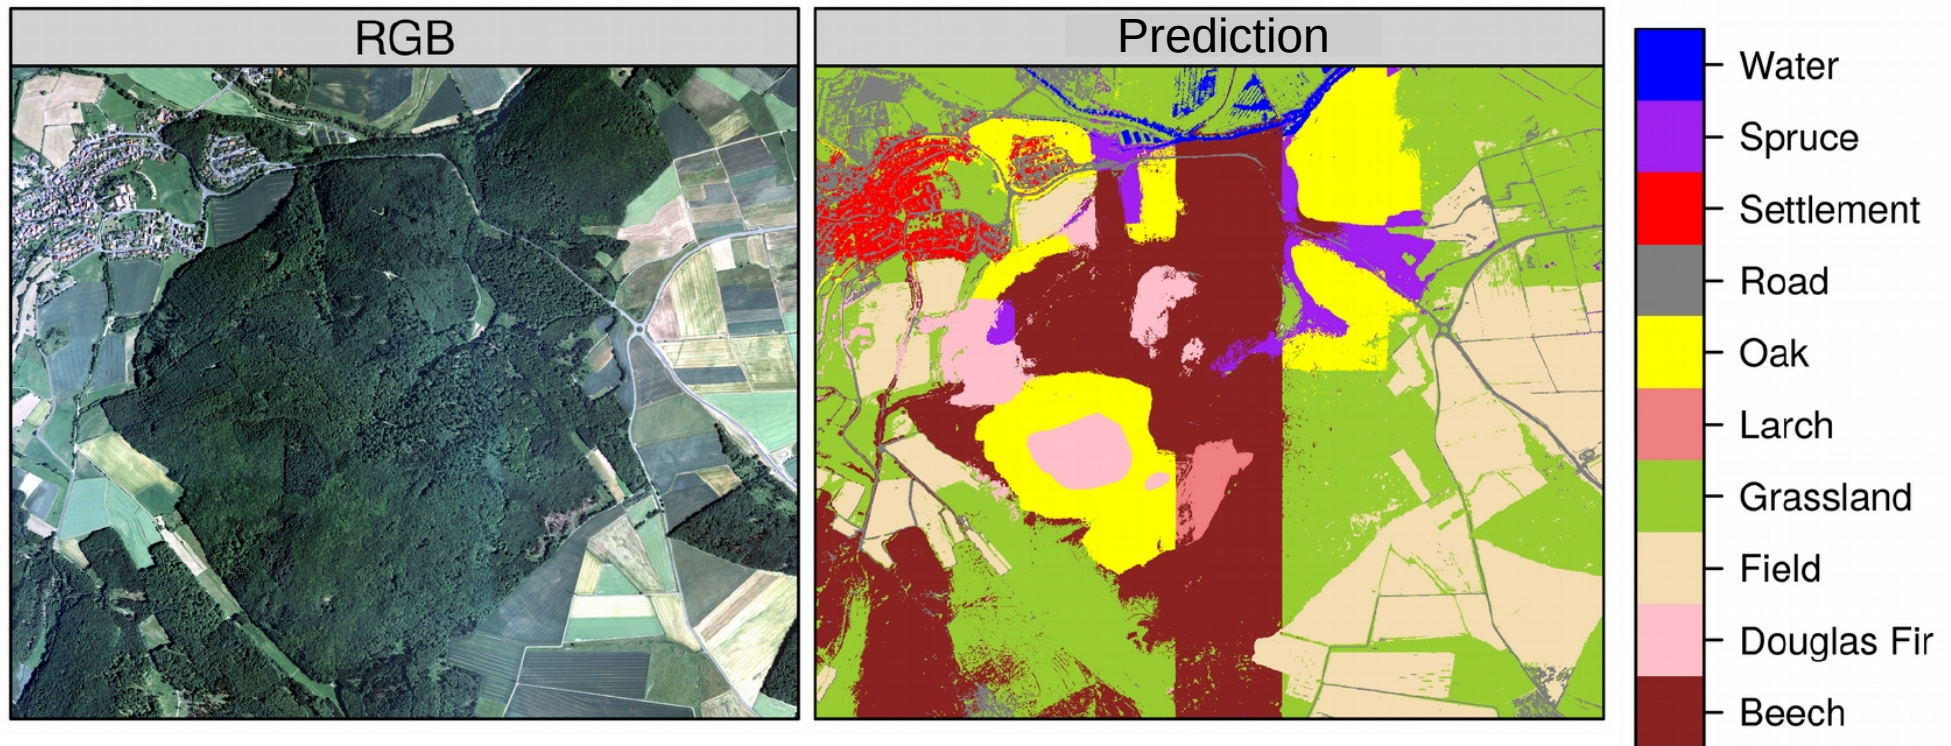 RGB
Prediction
Water
Spruce
Settlement
Road
Oak
Larch
Grassland
Field
Douglas Fir
Beech